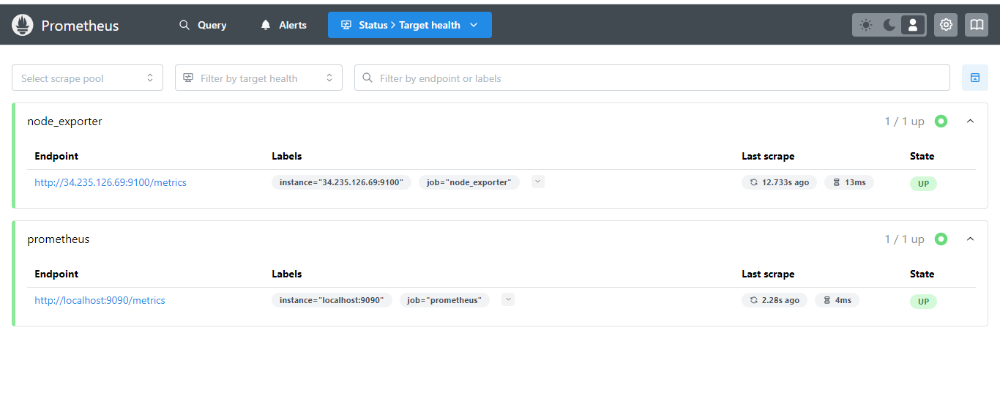 Prometheus Query Alerts Status > Target health
Select scrape pool Filter by target health Filter by endpoint or labels
node_exporter 1 / 1 up
Endpoint Labels Last scrape State
http://34.235.126.69:9100/metrics instance="34.235.126.69:9100" job="node_exporter" 12.733s ago 13ms UP
prometheus 1 / 1 up
Endpoint Labels Last scrape State
http://localhost:9090/metrics instance="localhost:9090" job="prometheus" 2.28s ago 4ms UP